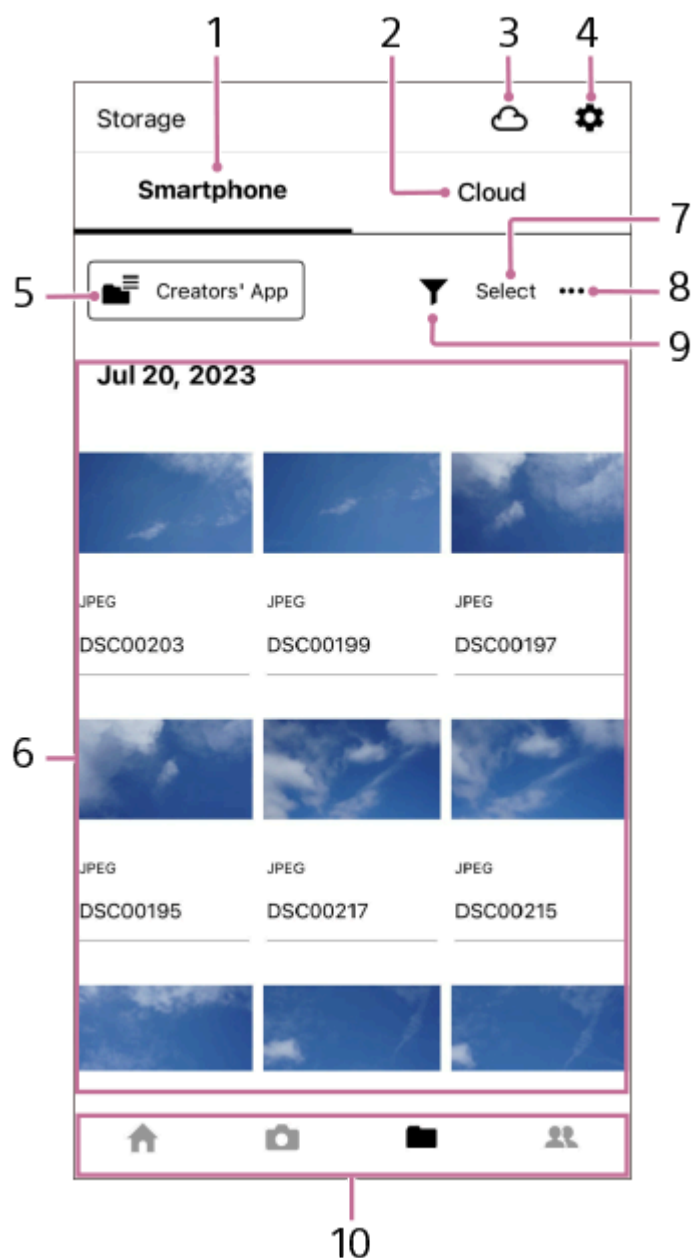 1 2 3 4
Storage
Smartphone Cloud
7
5 Creators' App Select ••• 8
9
Jul 20, 2023
JPEG JPEG JPEG
DSC00203 DSC00199 DSC00197
6
JPEG JPEG JPEG
DSC00195 DSC00217 DSC00215
10